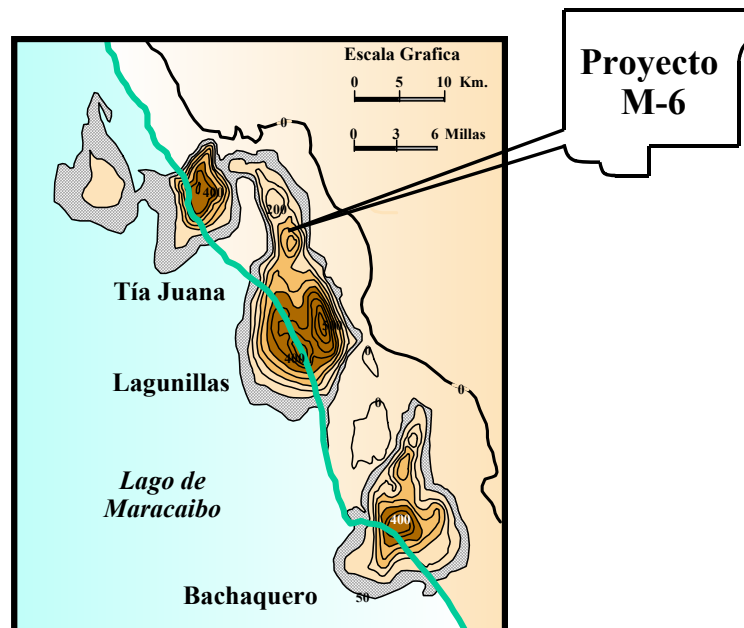 Escala Grafica
0 5 10 Km.
0 3 6 Millas
Proyecto
M-6
0
400
200
Tía Juana
500
400
0
Lagunillas
0
0
Lago de
Maracaibo
400
Bachaquero
50